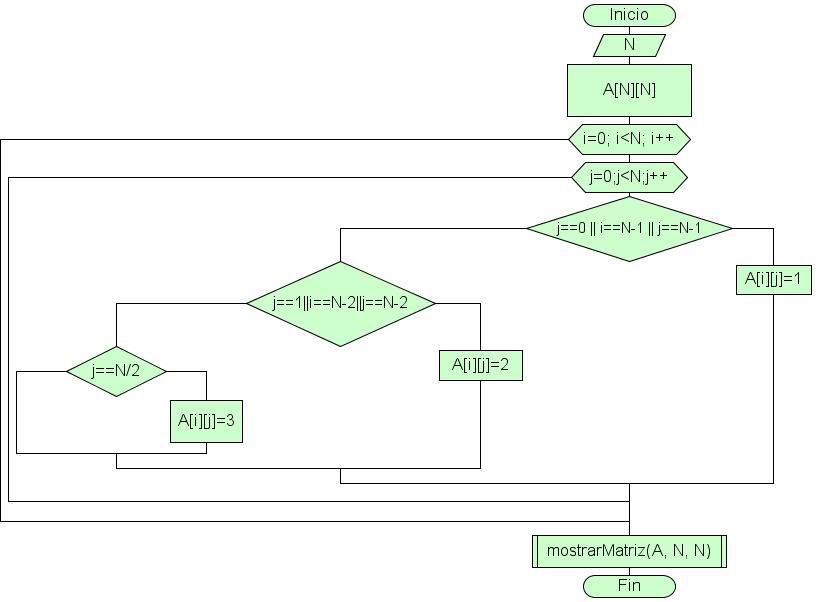 Inicio
N
A[N][N]
i=0; i<N; i++
j=0;j<N;j++
j==0 || i==N-1 || j==N-1
A[i][j]=1
j==1||i==N-2||j==N-2
A[i][j]=2
j==N/2
A[i][j]=3
mostrarMatriz(A, N, N)
Fin